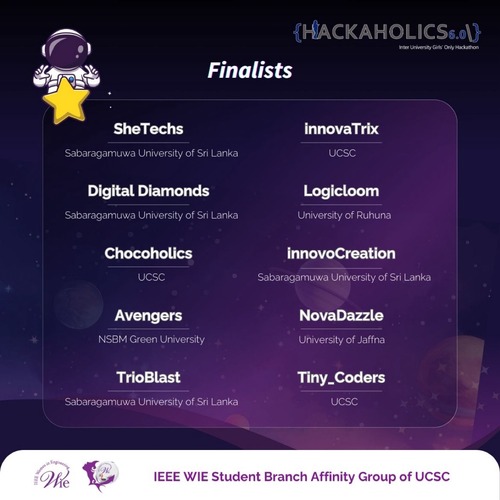 {HACKAHOLICS6.0\}
Inter University Girls' Only Hackathon
Finalists
SheTechs
Sabaragamuwa University of Sri Lanka
innovaTrix
UCSC
Digital Diamonds
Sabaragamuwa University of Sri Lanka
Logicloom
University of Ruhuna
Chocoholics
UCSC
innovoCreation
Sabaragamuwa University of Sri Lanka
Avengers
NSBM Green University
NovaDazzle
University of Jaffna
TrioBlast
Sabaragamuwa University of Sri Lanka
Tiny_Coders
UCSC
IEEE Women in Engineering
Wie
IEEE WIE Student Branch Affinity Group of UCSC